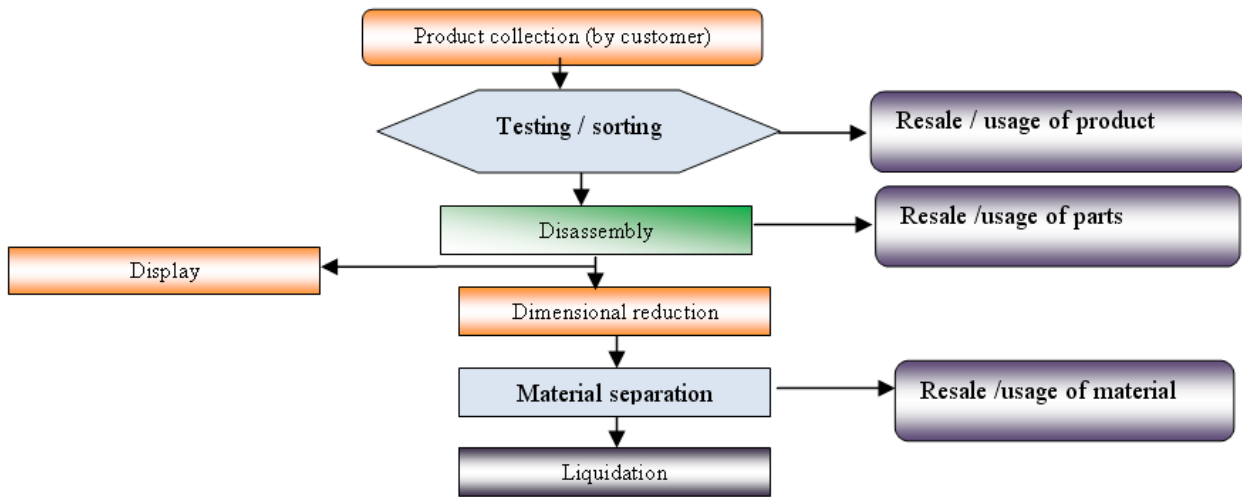 Product collection (by customer)
Testing / sorting
Resale / usage of product
Disassembly
Resale /usage of parts
Display
Dimensional reduction
Material separation
Resale /usage of material
Liquidation